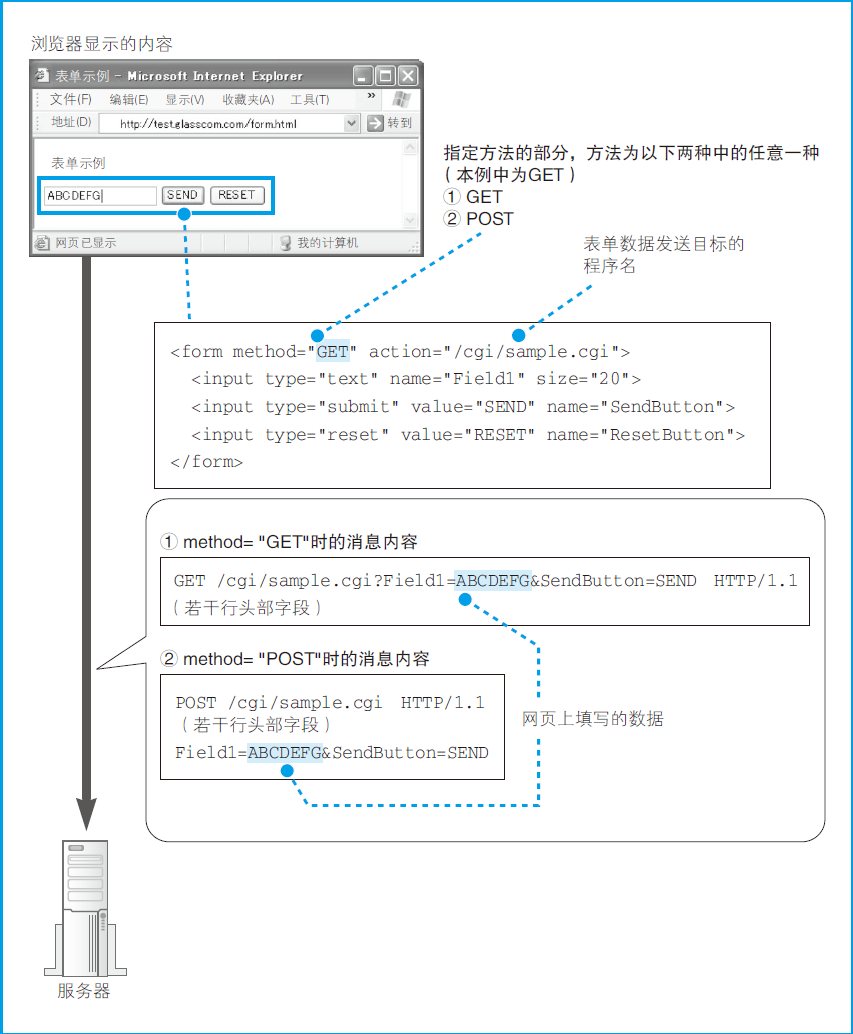 浏览器显示的内容
表单示例 - Microsoft Internet Explorer
文件(F) 编辑(E) 显示(V) 收藏夹(A) 工具(T) »
地址(D) http://test.glasscom.com/form.html 转到
表单示例
ABCDEFG SEND RESET
网页已显示 我的计算机
指定方法的部分，方法为以下两种中的任意一种
（本例中为GET）
① GET
② POST
表单数据发送目标的
程序名
<form method="GET" action="/cgi/sample.cgi">
<input type="text" name="Field1" size="20">
<input type="submit" value="SEND" name="SendButton">
<input type="reset" value="RESET" name="ResetButton">
</form>
① method= "GET"时的消息内容
GET /cgi/sample.cgi?Field1=ABCDEFG&SendButton=SEND HTTP/1.1
（若干行头部字段）
② method= "POST"时的消息内容
POST /cgi/sample.cgi HTTP/1.1
（若干行头部字段）
Field1=ABCDEFG&SendButton=SEND
网页上填写的数据
服务器